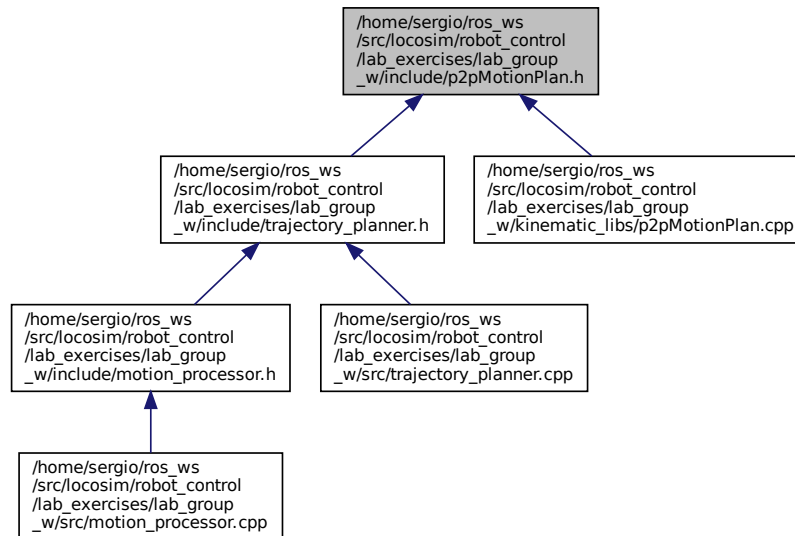 /home/sergio/ros_ws
/src/locosim/robot_control
/lab_exercises/lab_group
_w/include/p2pMotionPlan.h
/home/sergio/ros_ws
/src/locosim/robot_control
/lab_exercises/lab_group
_w/include/trajectory_planner.h
/home/sergio/ros_ws
/src/locosim/robot_control
/lab_exercises/lab_group
_w/kinematic_libs/p2pMotionPlan.cpp
/home/sergio/ros_ws
/src/locosim/robot_control
/lab_exercises/lab_group
_w/include/motion_processor.h
/home/sergio/ros_ws
/src/locosim/robot_control
/lab_exercises/lab_group
_w/src/trajectory_planner.cpp
/home/sergio/ros_ws
/src/locosim/robot_control
/lab_exercises/lab_group
_w/src/motion_processor.cpp